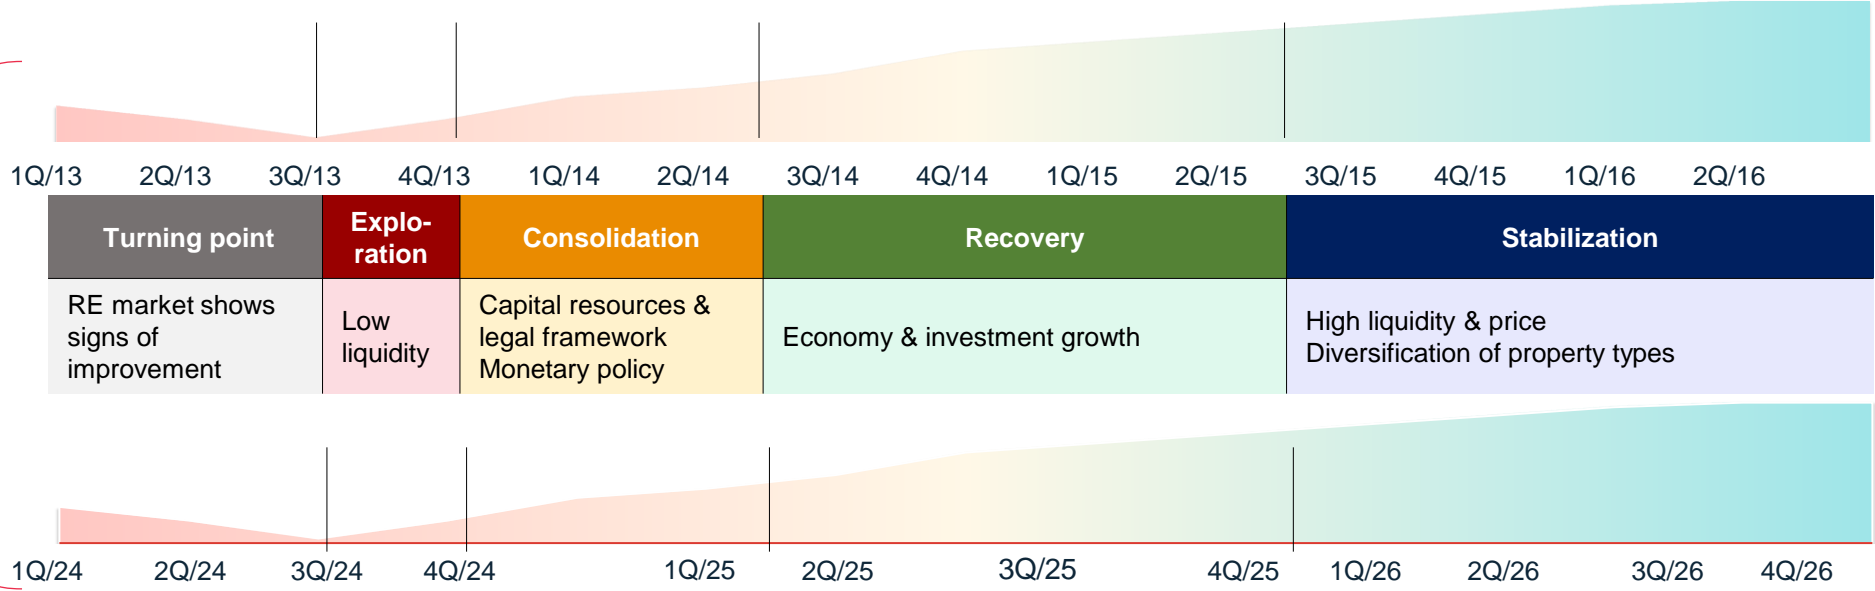 1Q/13 2Q/13 3Q/13 4Q/13 1Q/14 2Q/14 3Q/14 4Q/14 1Q/15 2Q/15 3Q/15 4Q/15 1Q/16 2Q/16
Turning point
Explo-
ration
Consolidation
Recovery
Stabilization
RE market shows
signs of
improvement
Low
liquidity
Capital resources &
legal framework
Monetary policy
Economy & investment growth
High liquidity & price
Diversification of property types
1Q/24 2Q/24 3Q/24 4Q/24 1Q/25 2Q/25 3Q/25 4Q/25 1Q/26 2Q/26 3Q/26 4Q/26